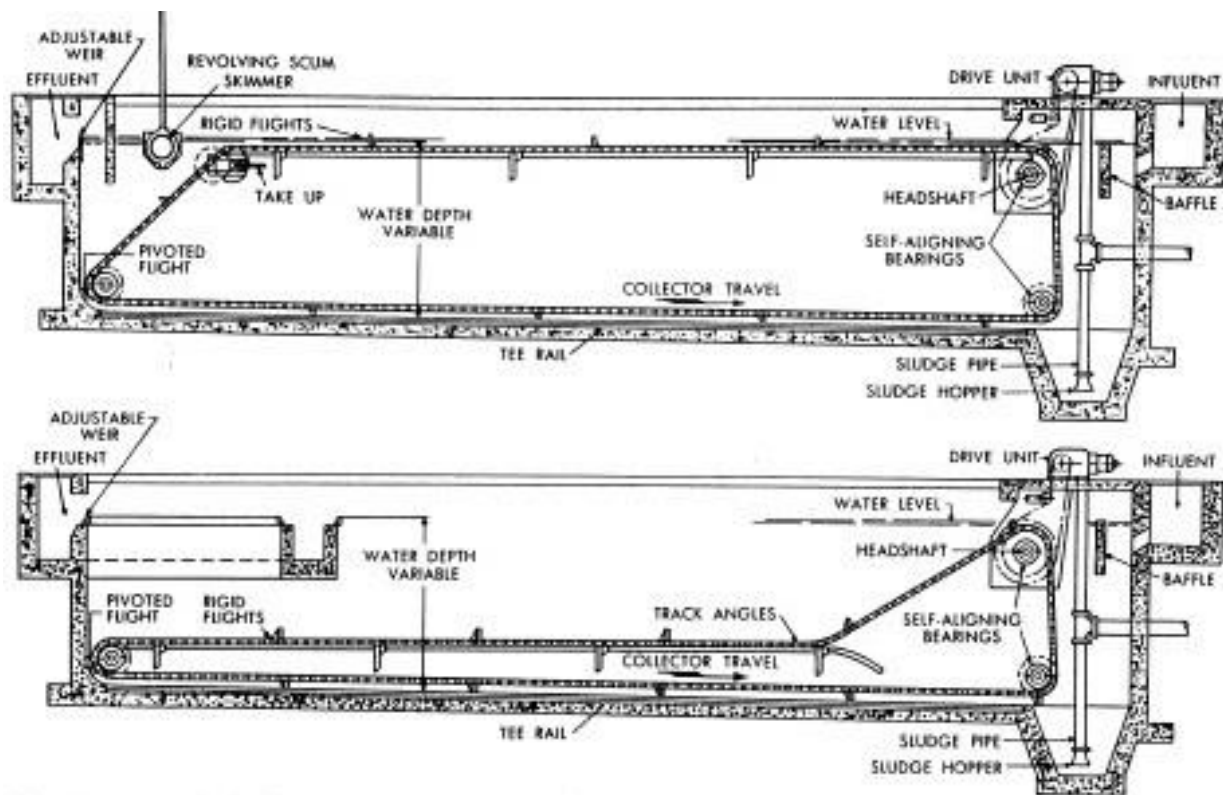 ADJUSTABLE
WEIR
EFFLUENT
REVOLVING SCUM
SKIMMER
RIGID FLIGHTS
TAKE UP
WATER DEPTH
VARIABLE
PIVOTED
FLIGHT
COLLECTOR TRAVEL
TEE RAIL
DRIVE UNIT
INFLUENT
WATER LEVEL
HEADSHAFT
BAFFLE
SELF-ALIGNING
BEARINGS
SLUDGE PIPE
SLUDGE HOPPER
ADJUSTABLE
WEIR
EFFLUENT
WATER DEPTH
VARIABLE
PIVOTED
FLIGHT
RIGID
FLIGHTS
TRACK ANGLES
COLLECTOR TRAVEL
TEE RAIL
DRIVE UNIT
INFLUENT
WATER LEVEL
HEADSHAFT
BAFFLE
SELF-ALIGNING
BEARINGS
SLUDGE PIPE
SLUDGE HOPPER